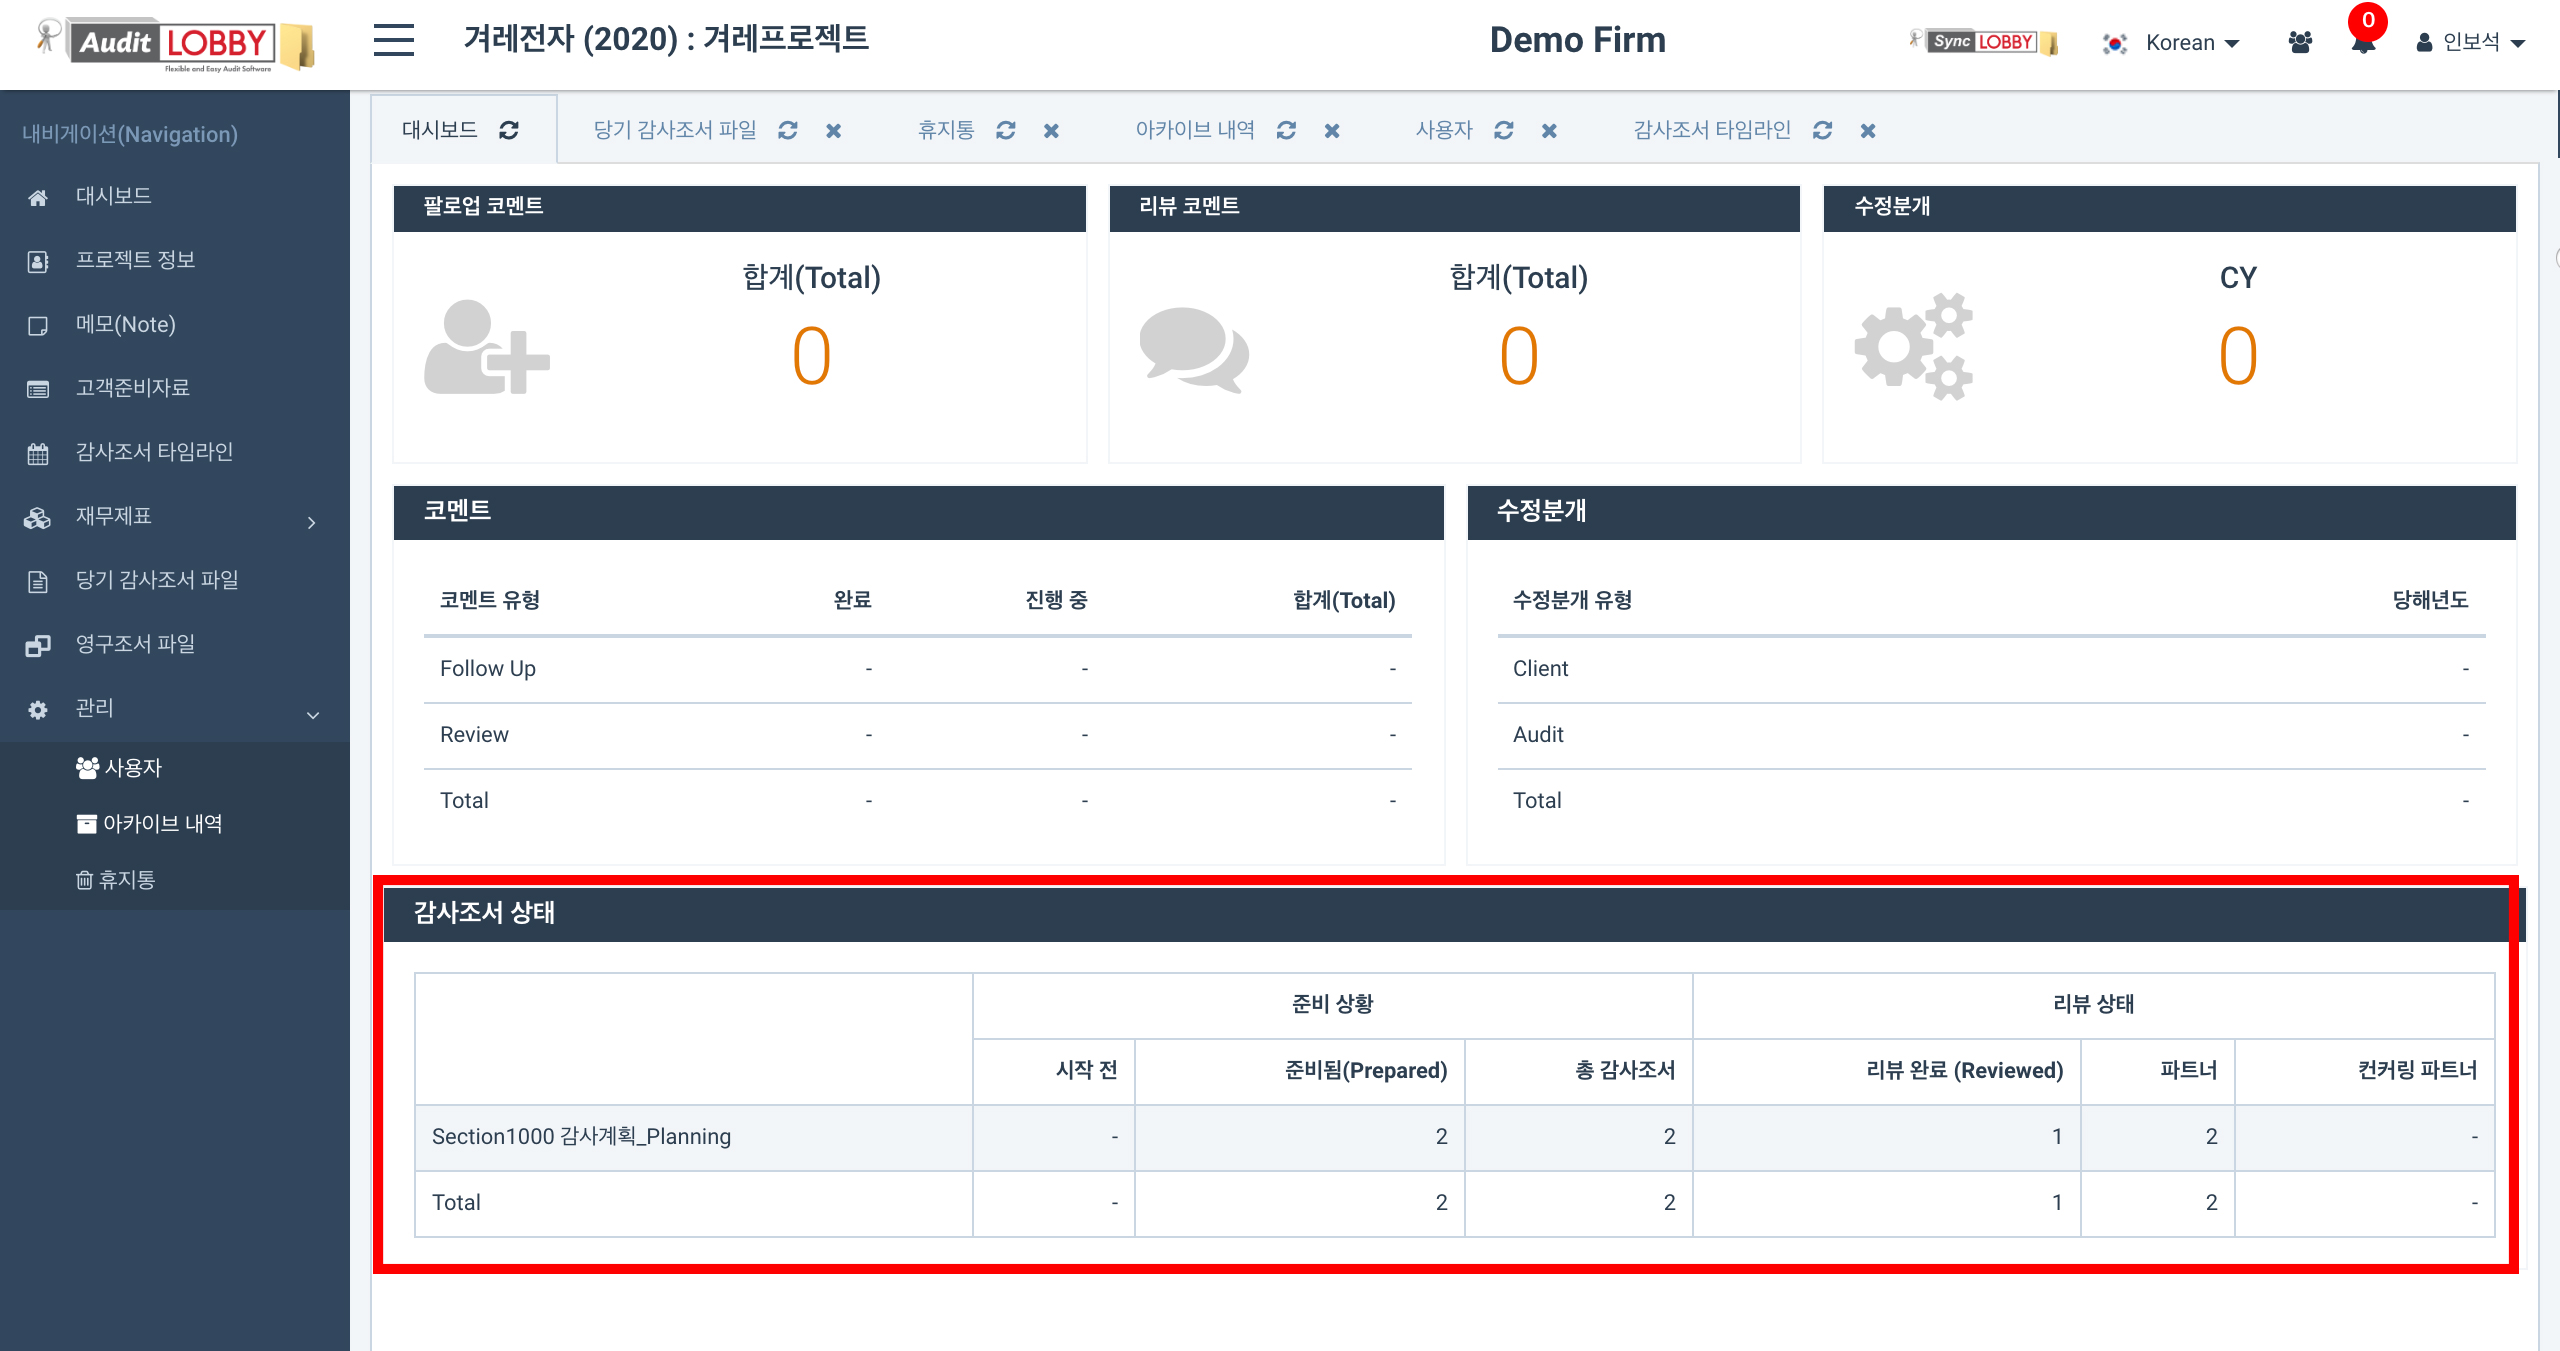 Audit LOBBY
Flexible and Easy Audit Software
겨레전자 (2020) : 겨레프로젝트
Demo Firm
Sync LOBBY
Korean
0
인보석
내비게이션(Navigation)
대시보드
프로젝트 정보
메모(Note)
고객준비자료
감사조서 타임라인
재무제표
당기 감사조서 파일
영구조서 파일
관리
사용자
아카이브 내역
휴지통
대시보드 당기 감사조서 파일 휴지통 아카이브 내역 사용자 감사조서 타임라인
팔로업 코멘트
합계(Total)
0
리뷰 코멘트
합계(Total)
0
수정분개
CY
0
코멘트
코멘트 유형 완료 진행 중 합계(Total)
Follow Up - - -
Review - - -
Total - - -
수정분개
수정분개 유형 당해년도
Client -
Audit -
Total -
감사조서 상태
준비 상황 리뷰 상태
시작 전 준비됨(Prepared) 총 감사조서 리뷰 완료 (Reviewed) 파트너 컨커링 파트너
Section1000 감사계획_Planning - 2 2 1 2 -
Total - 2 2 1 2 -